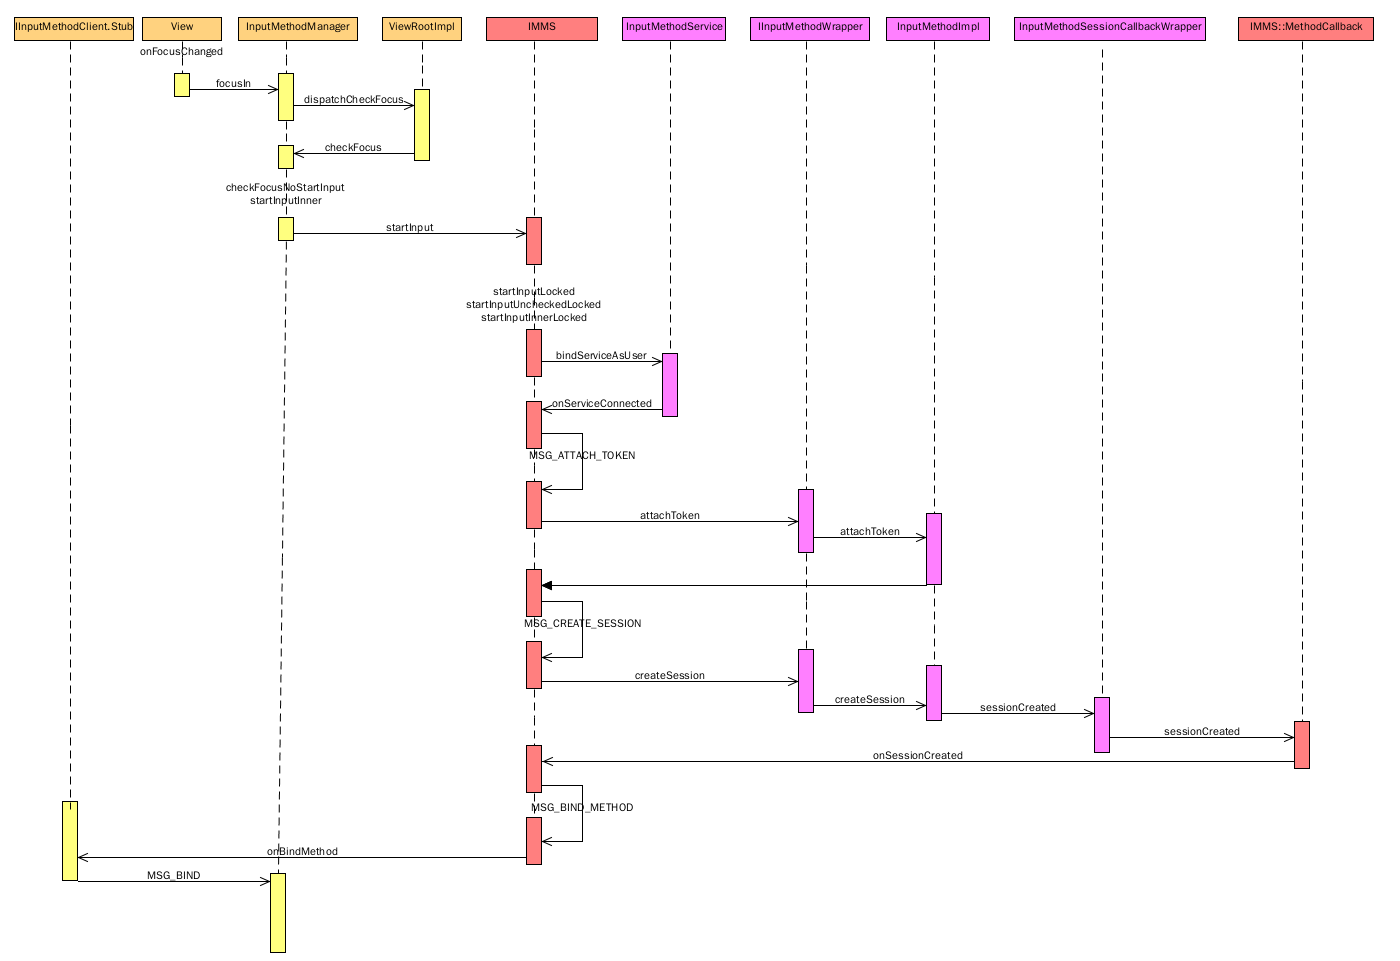 IInputMethodClient.Stub
View
InputMethodManager
ViewRootImpl
IMMS
InputMethodService
IInputMethodWrapper
InputMethodImpl
InputMethodSessionCallbackWrapper
IMMS::MethodCallback
onFocusChanged
focusIn
dispatchCheckFocus
checkFocus
checkFocusNoStartInput
startInputInner
startInput
startInputLocked
startInputUncheckedLocked
startInputInnerLocked
bindServiceAsUser
onServiceConnected
MSG_ATTACH_TOKEN
attachToken
attachToken
MSG_CREATE_SESSION
createSession
createSession
sessionCreated
sessionCreated
onSessionCreated
MSG_BIND_METHOD
onBindMethod
MSG_BIND